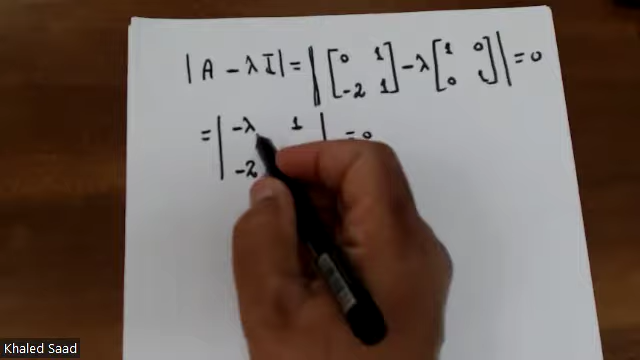 |A - λI| = |[0 1 -2 1] - λ[1 0 0 1]| = 0
= |-λ 1 -2 | = 0
Khaled Saad